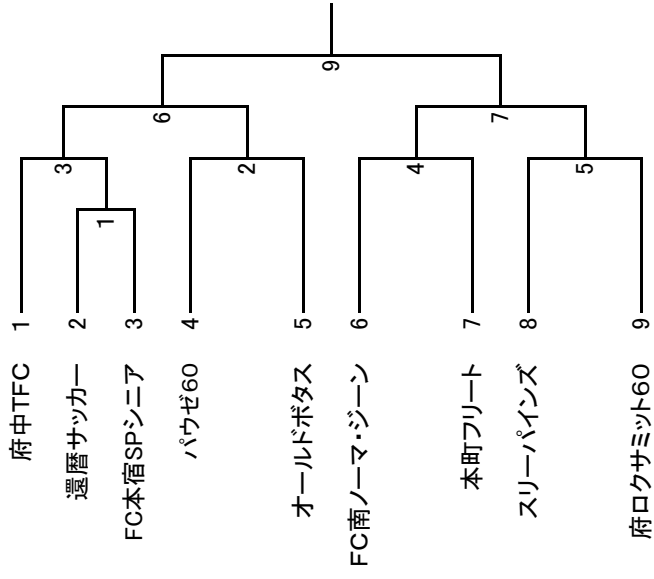 9
6
7
3
2
4
5
1
1 府中TFC
2 還暦サッカー
3 FC本宿SPシニア
4 パウゼ60
5 オールドボタス
6 FC南ノーマ・ジーン
7 本町フリート
8 スリーパインズ
9 府ロクサミット60